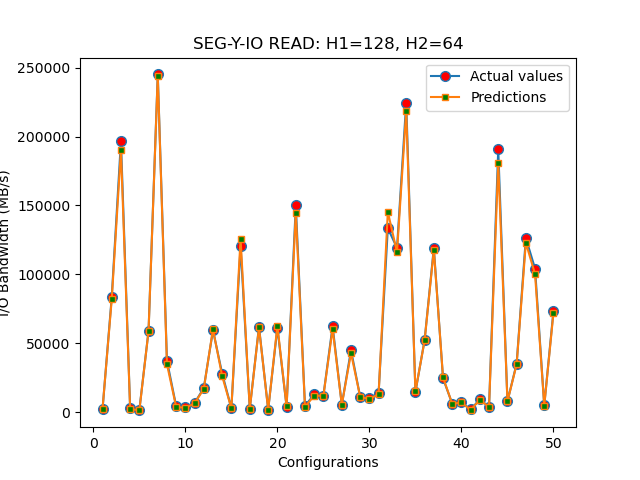 SEG-Y-IO READ: H1=128, H2=64
250000
200000
150000
100000
50000
0
I/O Bandwidth (MB/s)
Actual values
Predictions
0 10 20 30 40 50
Configurations